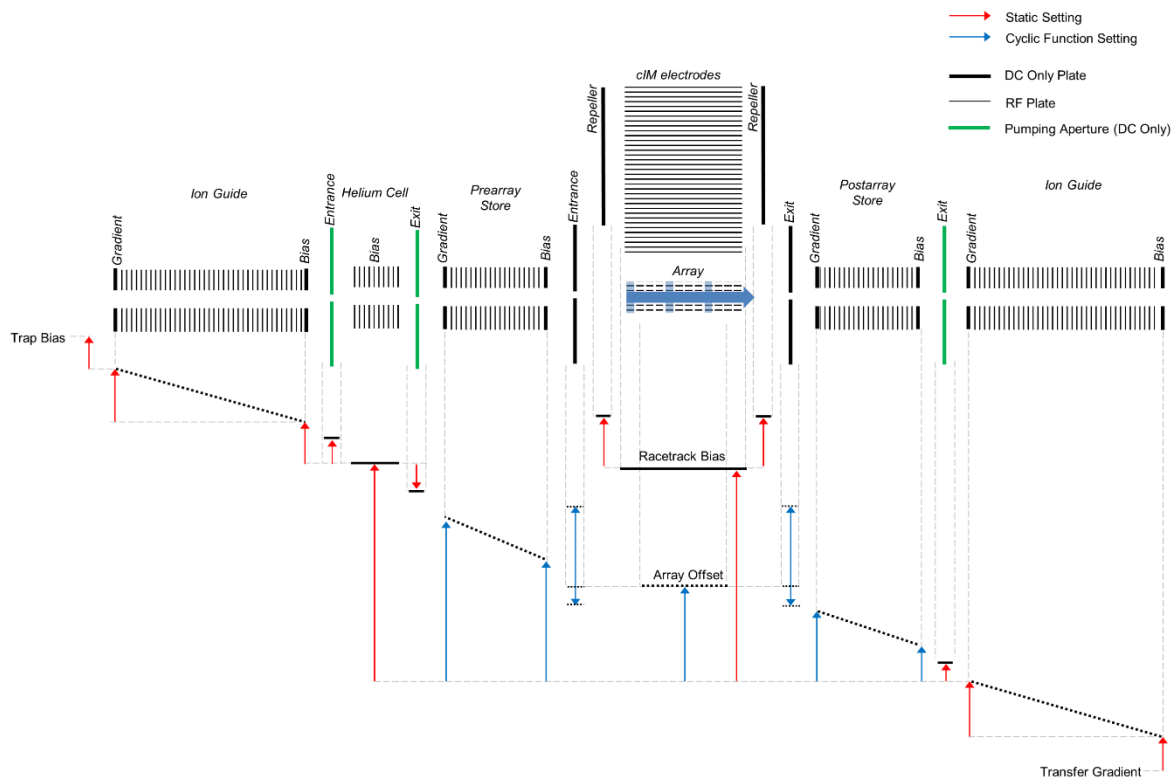 Static Setting
Cyclic Function Setting
DC Only Plate
RF Plate
Pumping Aperture (DC Only)
cIM electrodes
Repeller
Repeller
Ion Guide
Helium Cell
Prearray
Store
Postarray
Store
Ion Guide
Gradient
Bias
Entrance
Bias
Exit
Gradient
Bias
Entrance
Array
Exit
Gradient
Bias
Exit
Gradient
Bias
Trap Bias
Racetrack Bias
Array Offset
Transfer Gradient